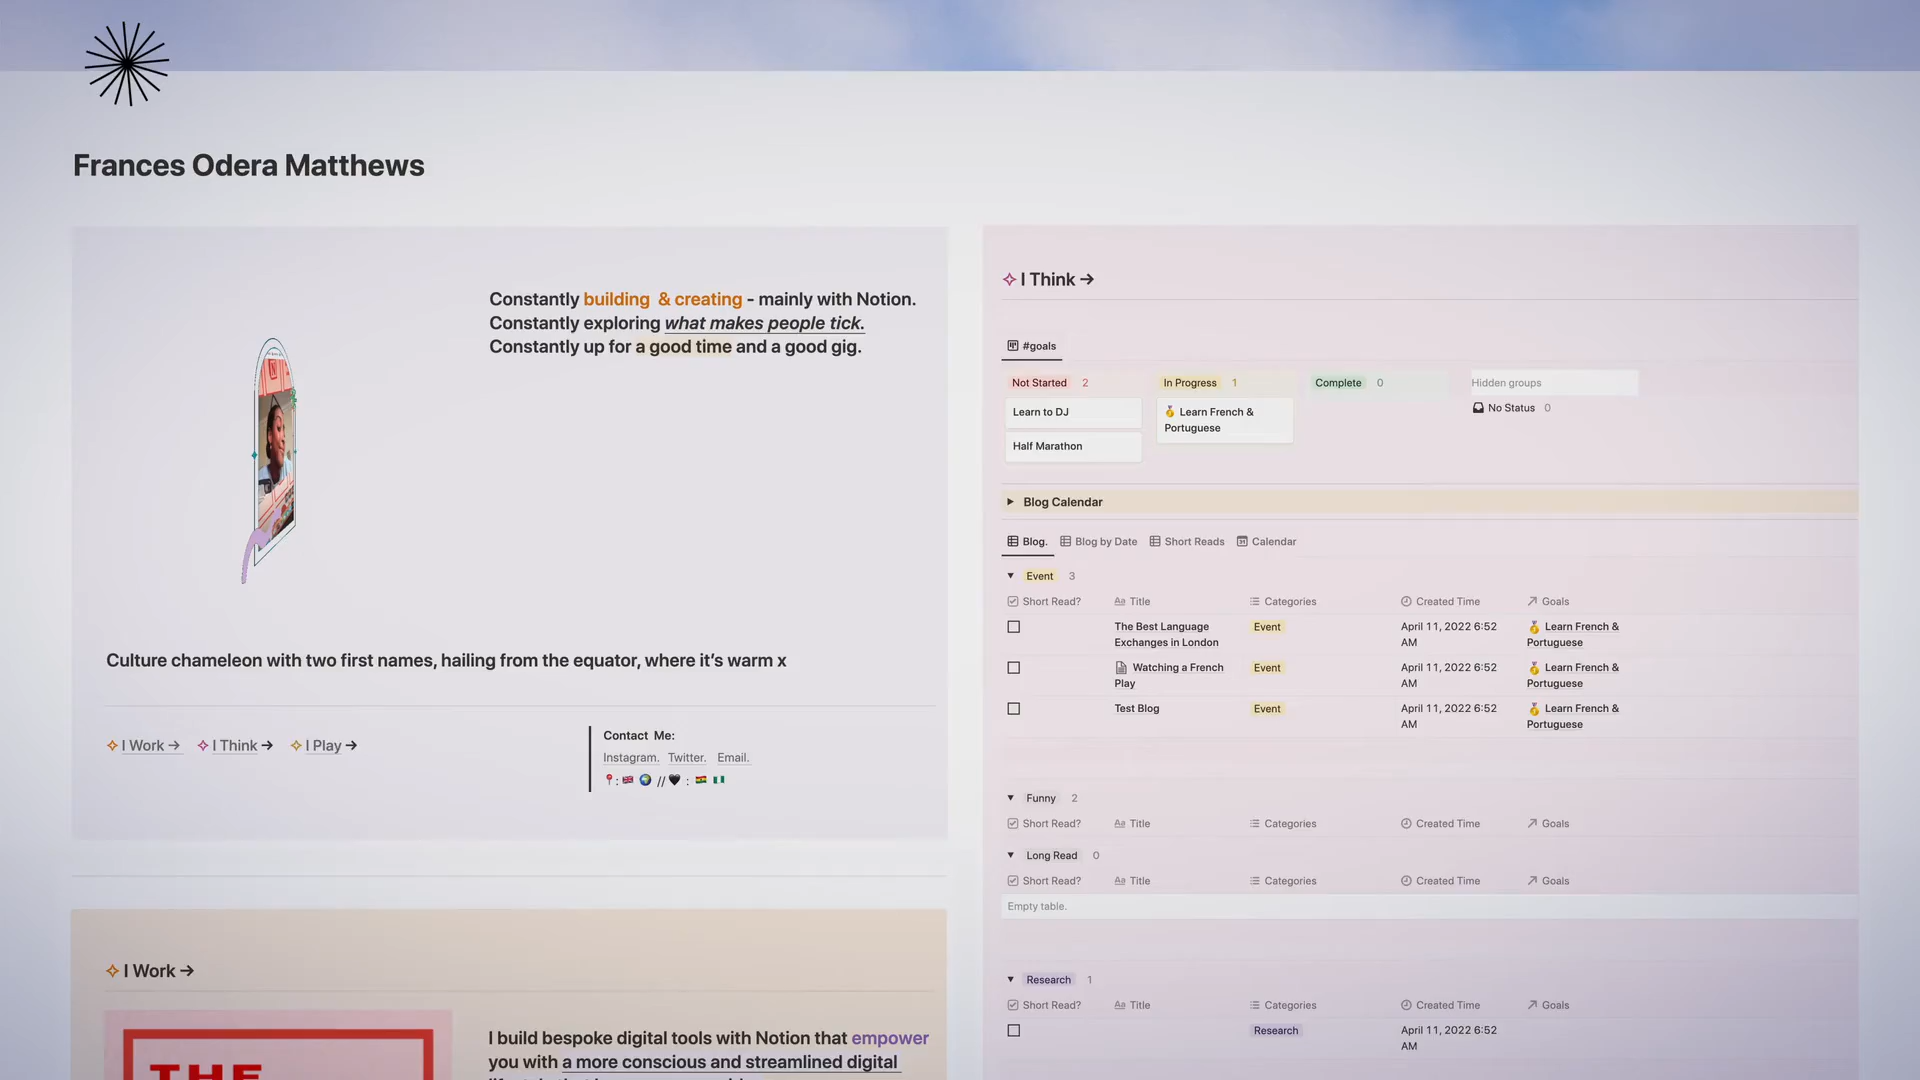 Frances Odera Matthews
Constantly building & creating - mainly with Notion.
Constantly exploring what makes people tick.
Constantly up for a good time and a good gig.
Culture chameleon with two first names, hailing from the equator, where it's warm x
I Work → I Think → I Play →
Contact Me:
Instagram. Twitter. Email.
📍: 🇬🇧 🌍 // 🖤 : 🇬🇭 🇳🇬
I Work →
THE
I build bespoke digital tools with Notion that empower
you with a more conscious and streamlined digital
I Think →
#goals
Not Started 2 In Progress 1 Complete 0 Hidden groups
Learn to DJ
Half Marathon
🥇 Learn French &
Portuguese
No Status 0
Blog Calendar
Blog. Blog by Date Short Reads Calendar
Event 3
Short Read? Aa Title Categories Created Time Goals
The Best Language
Exchanges in London
Event
April 11, 2022 6:52
AM
🥇 Learn French &
Portuguese
Watching a French
Play
Event
April 11, 2022 6:52
AM
🥇 Learn French &
Portuguese
Test Blog
Event
April 11, 2022 6:52
AM
🥇 Learn French &
Portuguese
Funny 2
Short Read? Aa Title Categories Created Time Goals
Long Read 0
Short Read? Aa Title Categories Created Time Goals
Empty table.
Research 1
Short Read? Aa Title Categories Created Time Goals
Research
April 11, 2022 6:52
AM